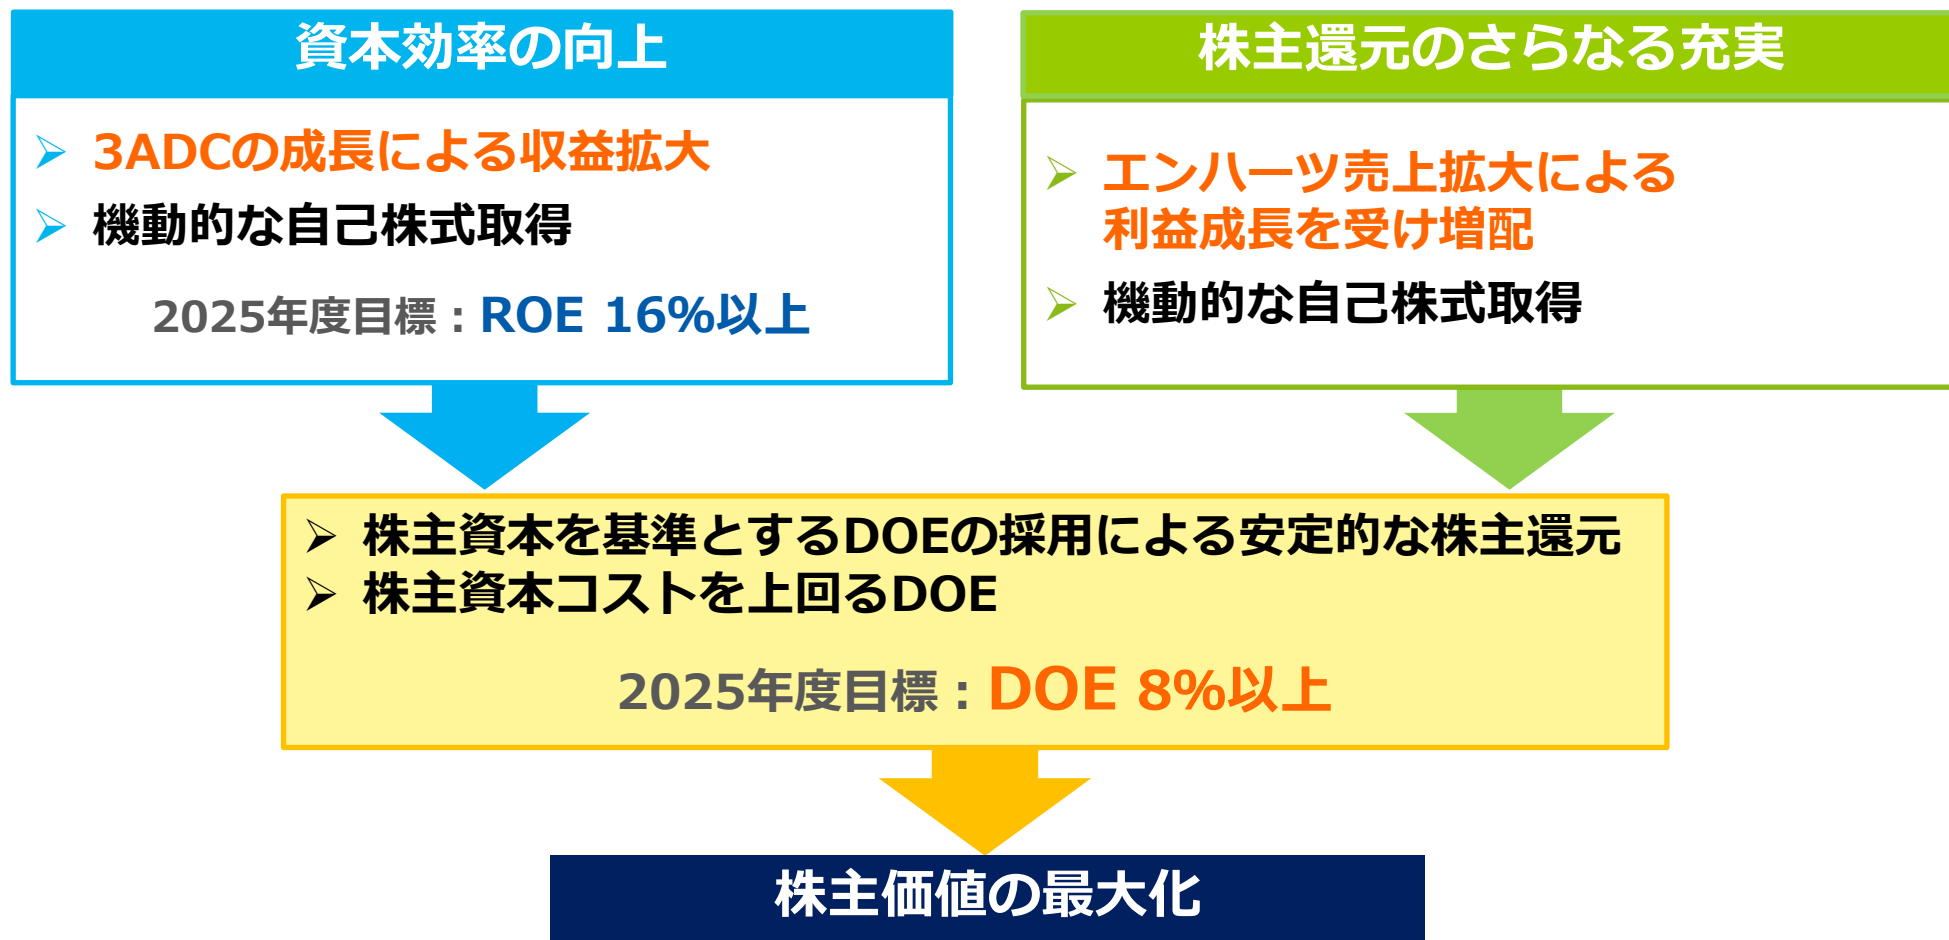 資本効率の向上
➢ 3ADCの成長による収益拡大
➢ 機動的な自己株式取得
2025年度目標：ROE 16%以上
株主還元のさらなる充実
➢ エンハーツ売上拡大による
利益成長を受け増配
➢ 機動的な自己株式取得
➢ 株主資本を基準とするDOEの採用による安定的な株主還元
➢ 株主資本コストを上回るDOE
2025年度目標：DOE 8%以上
株主価値の最大化